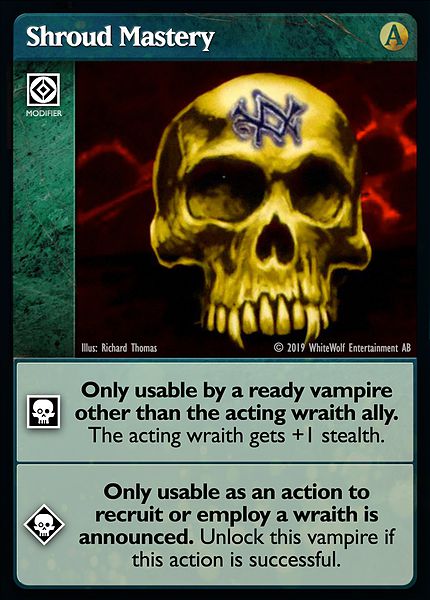 Shroud Mastery
A
MODIFIER
Illus: Richard Thomas
© 2019 WhiteWolf Entertainment AB
Only usable by a ready vampire
other than the acting wraith ally.
The acting wraith gets +1 stealth.
Only usable as an action to
recruit or employ a wraith is
announced. Unlock this vampire if
this action is successful.